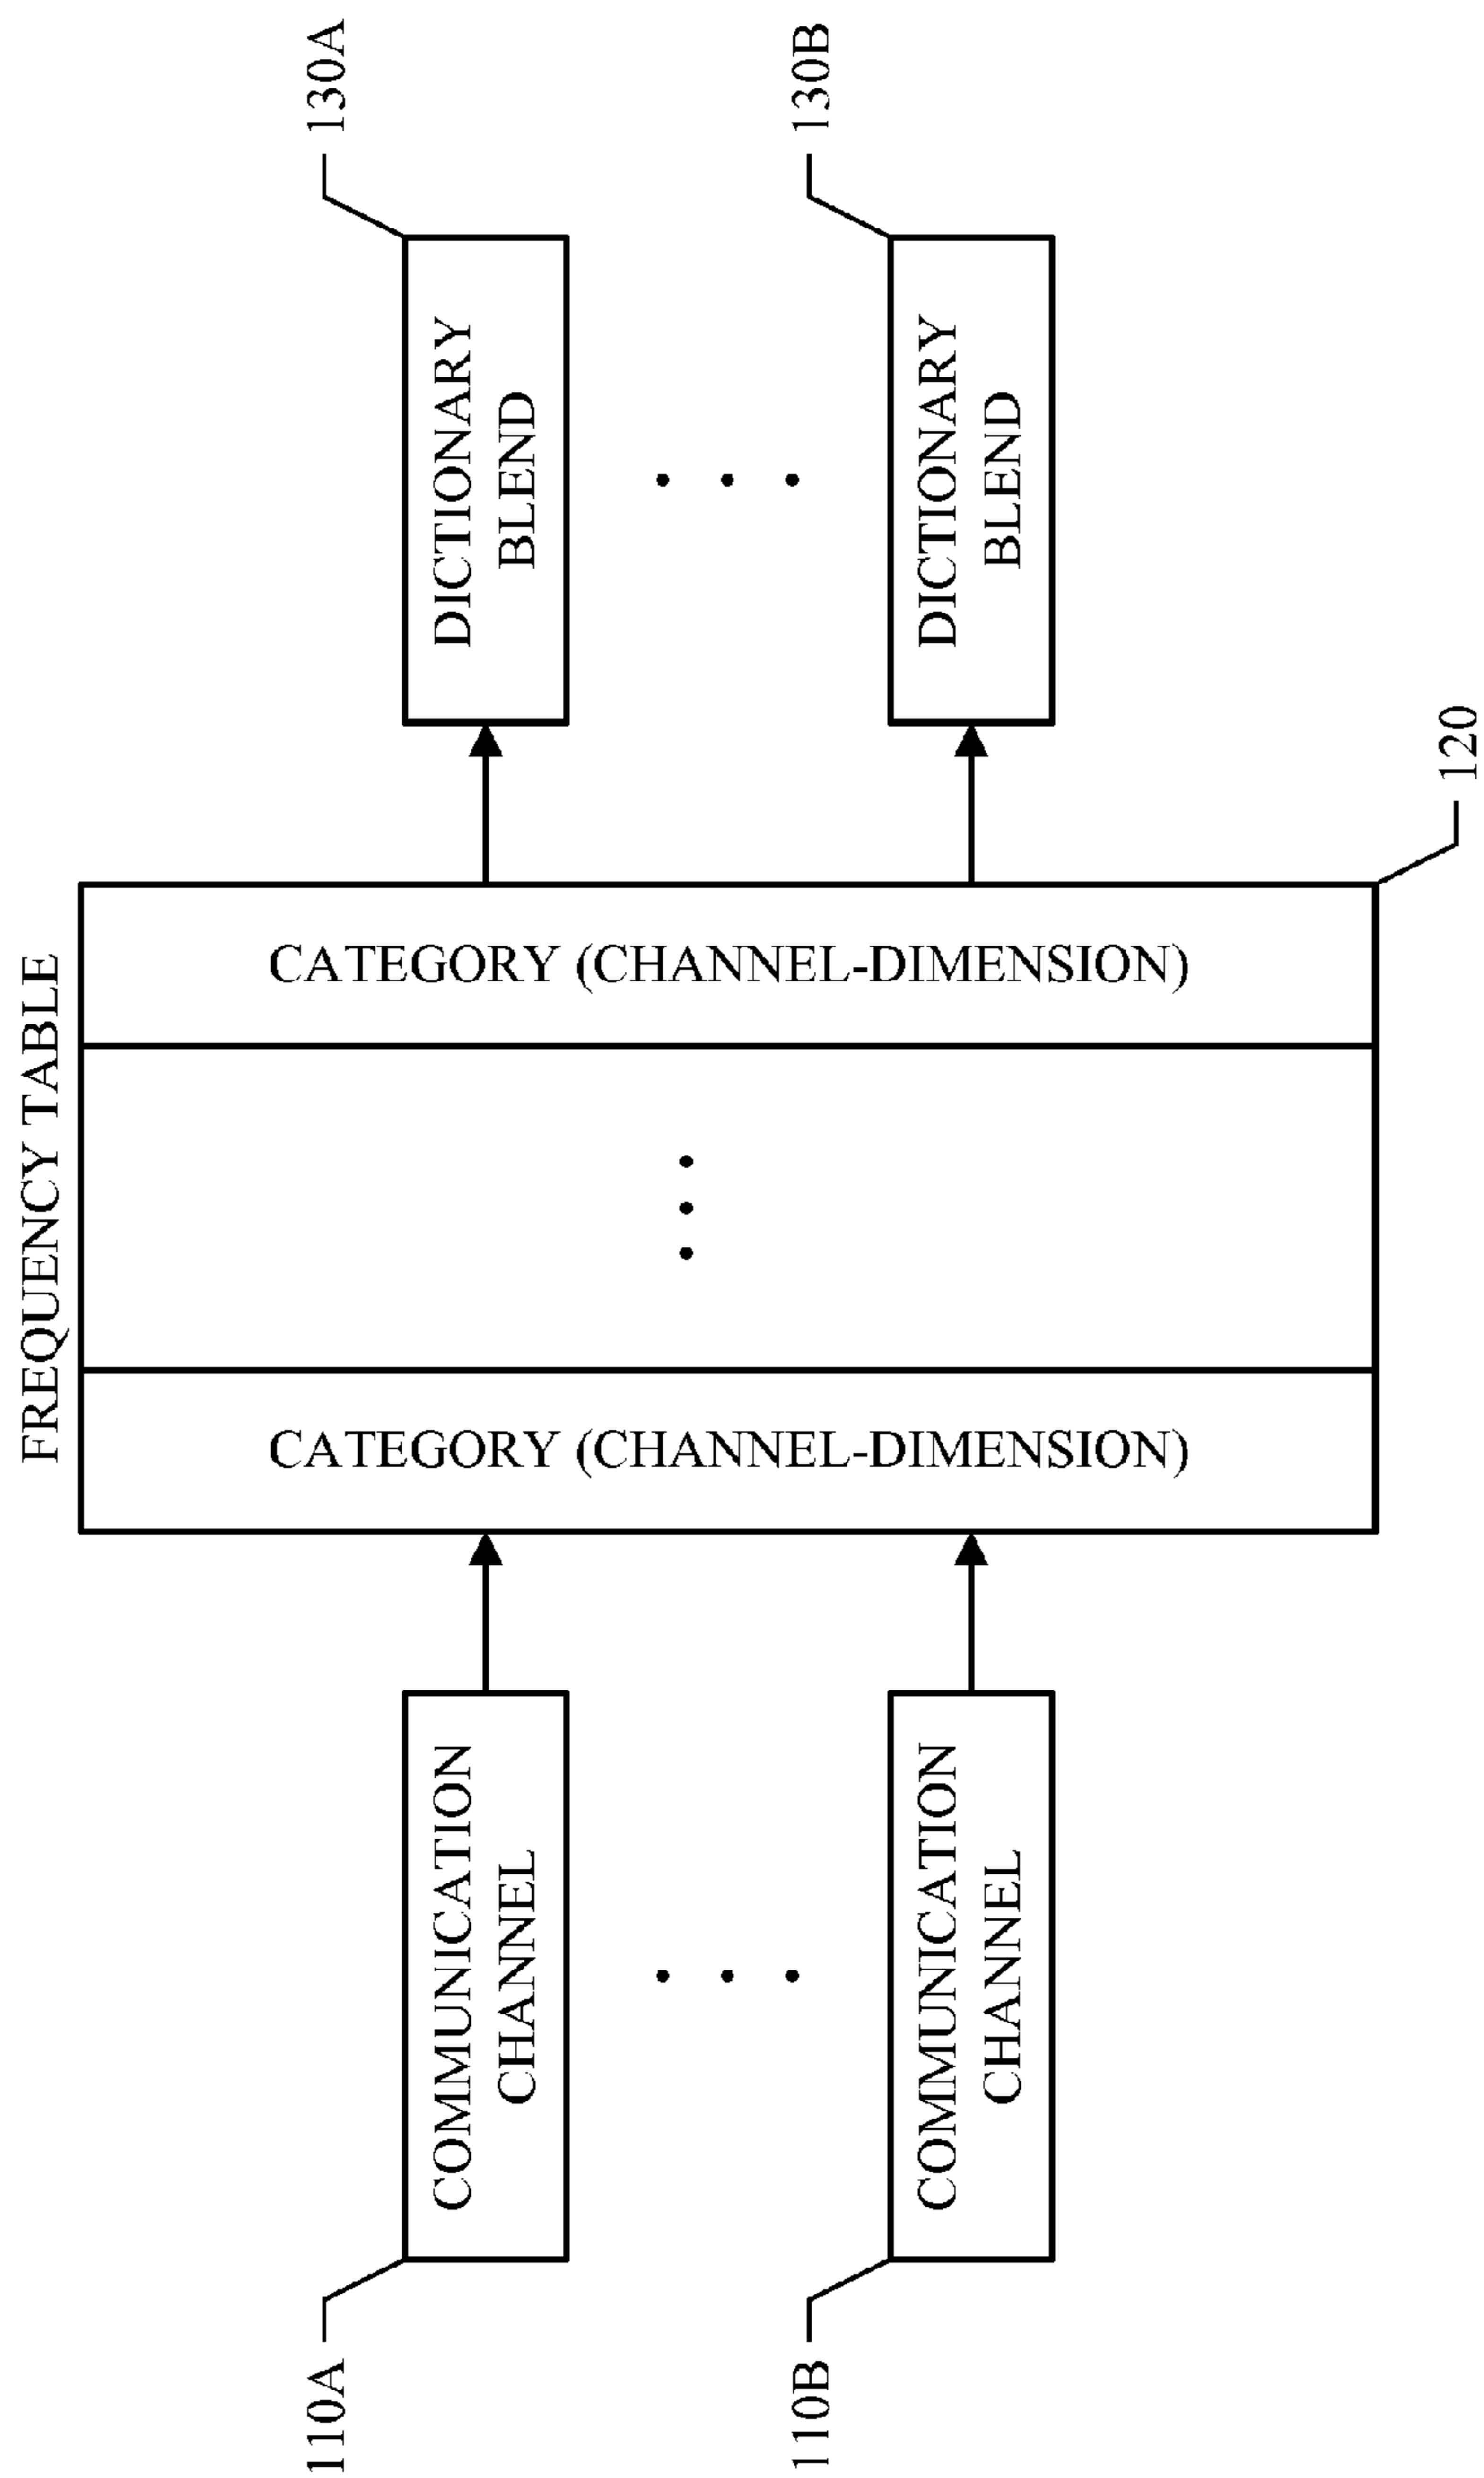 FREQUENCY TABLE
110A
COMMUNICATION
CHANNEL
110B
COMMUNICATION
CHANNEL
CATEGORY (CHANNEL-DIMENSION)
CATEGORY (CHANNEL-DIMENSION)
120
130A
DICTIONARY
BLEND
130B
DICTIONARY
BLEND